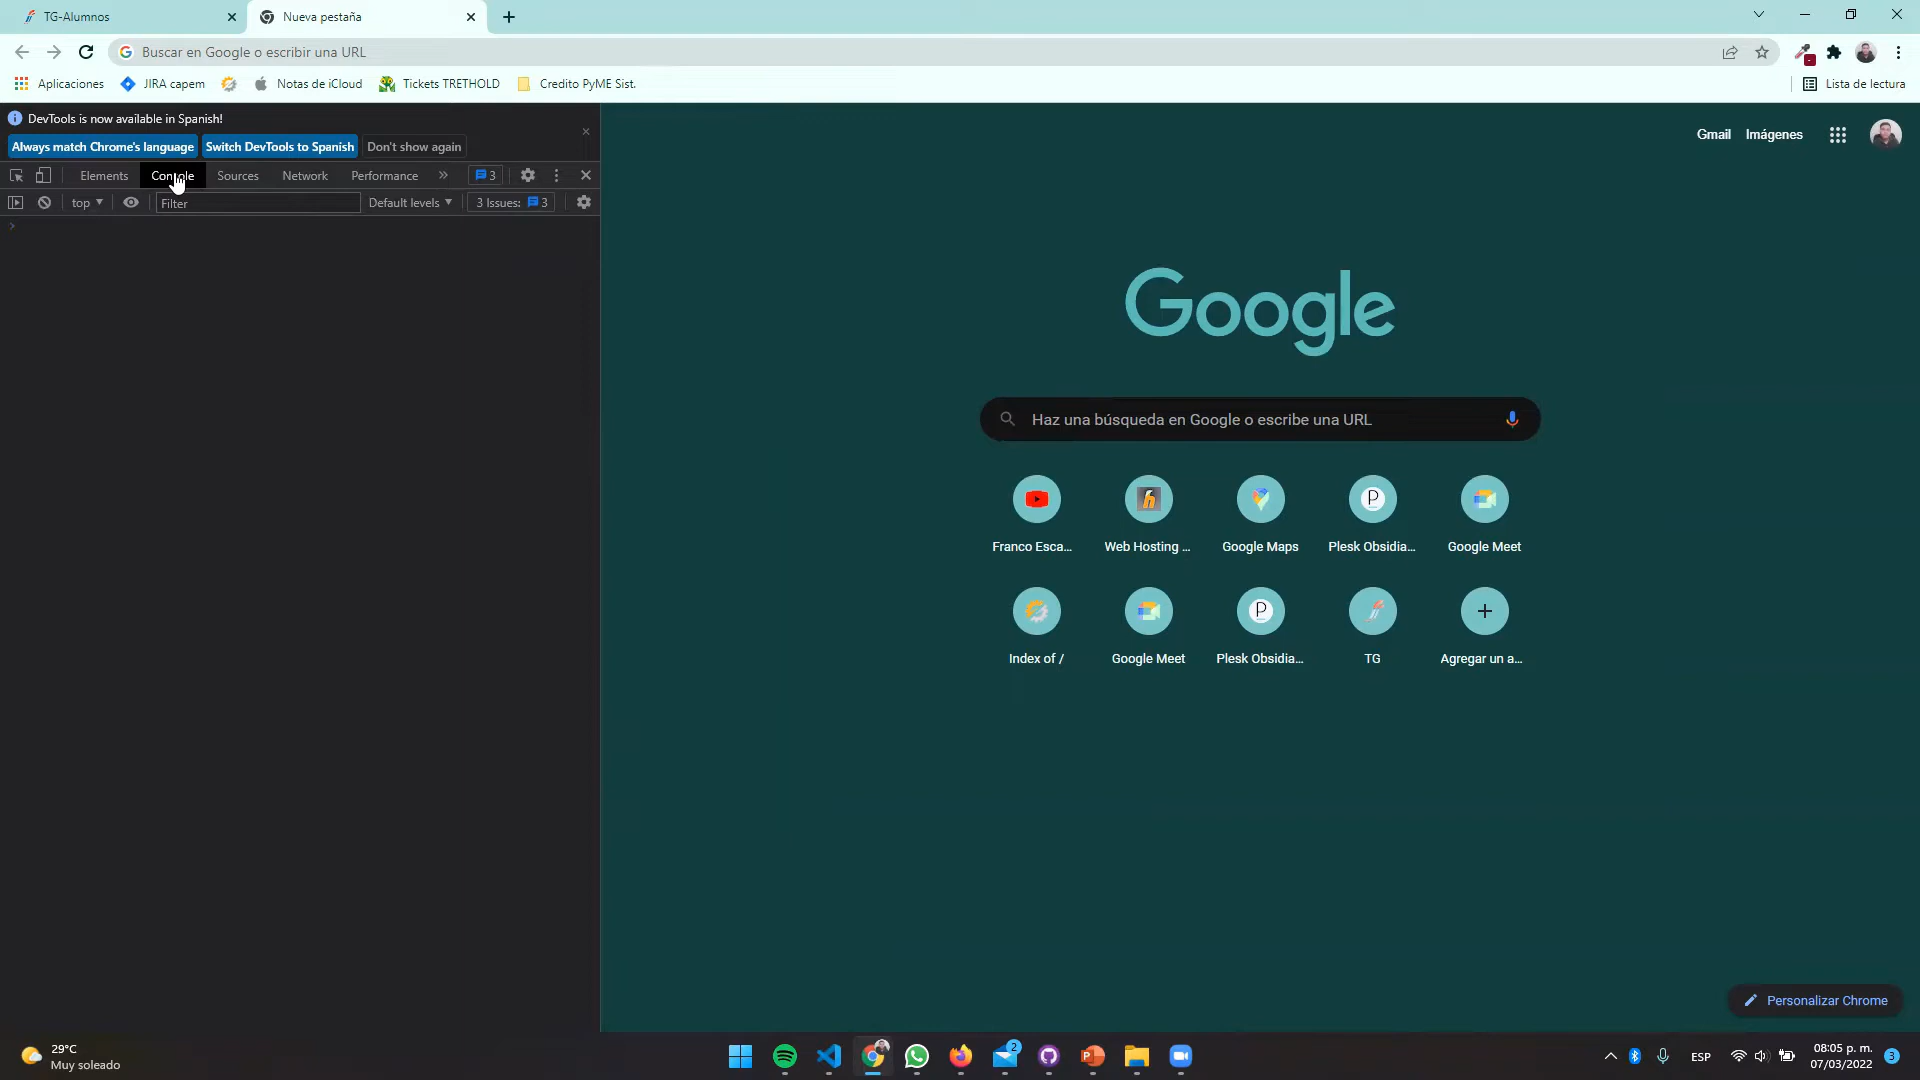 TG-Alumnos
Nueva pestaña
Buscar en Google o escribir una URL
Aplicaciones
JIRA capem
Notas de iCloud
Tickets TRETHOLD
Credito PyME Sist.
Lista de lectura
DevTools is now available in Spanish!
Always match Chrome's language
Switch DevTools to Spanish
Don't show again
Elements
Console
Sources
Network
Performance
3
top
Filter
Default levels
3 Issues:
3
Gmail
Imágenes
Google
Haz una búsqueda en Google o escribe una URL
Franco Esca...
Web Hosting ...
Google Maps
Plesk Obsidia...
Google Meet
Index of /
Google Meet
Plesk Obsidia...
TG
Agregar un a...
Personalizar Chrome
29°C
Muy soleado
2
ESP
08:05 p. m.
07/03/2022
3